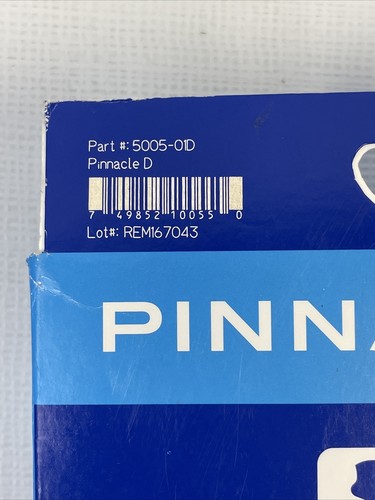 Part #: 5005-01D
Pinnacle D
7 49852 10055 0
Lot#: REM167043
PINNA